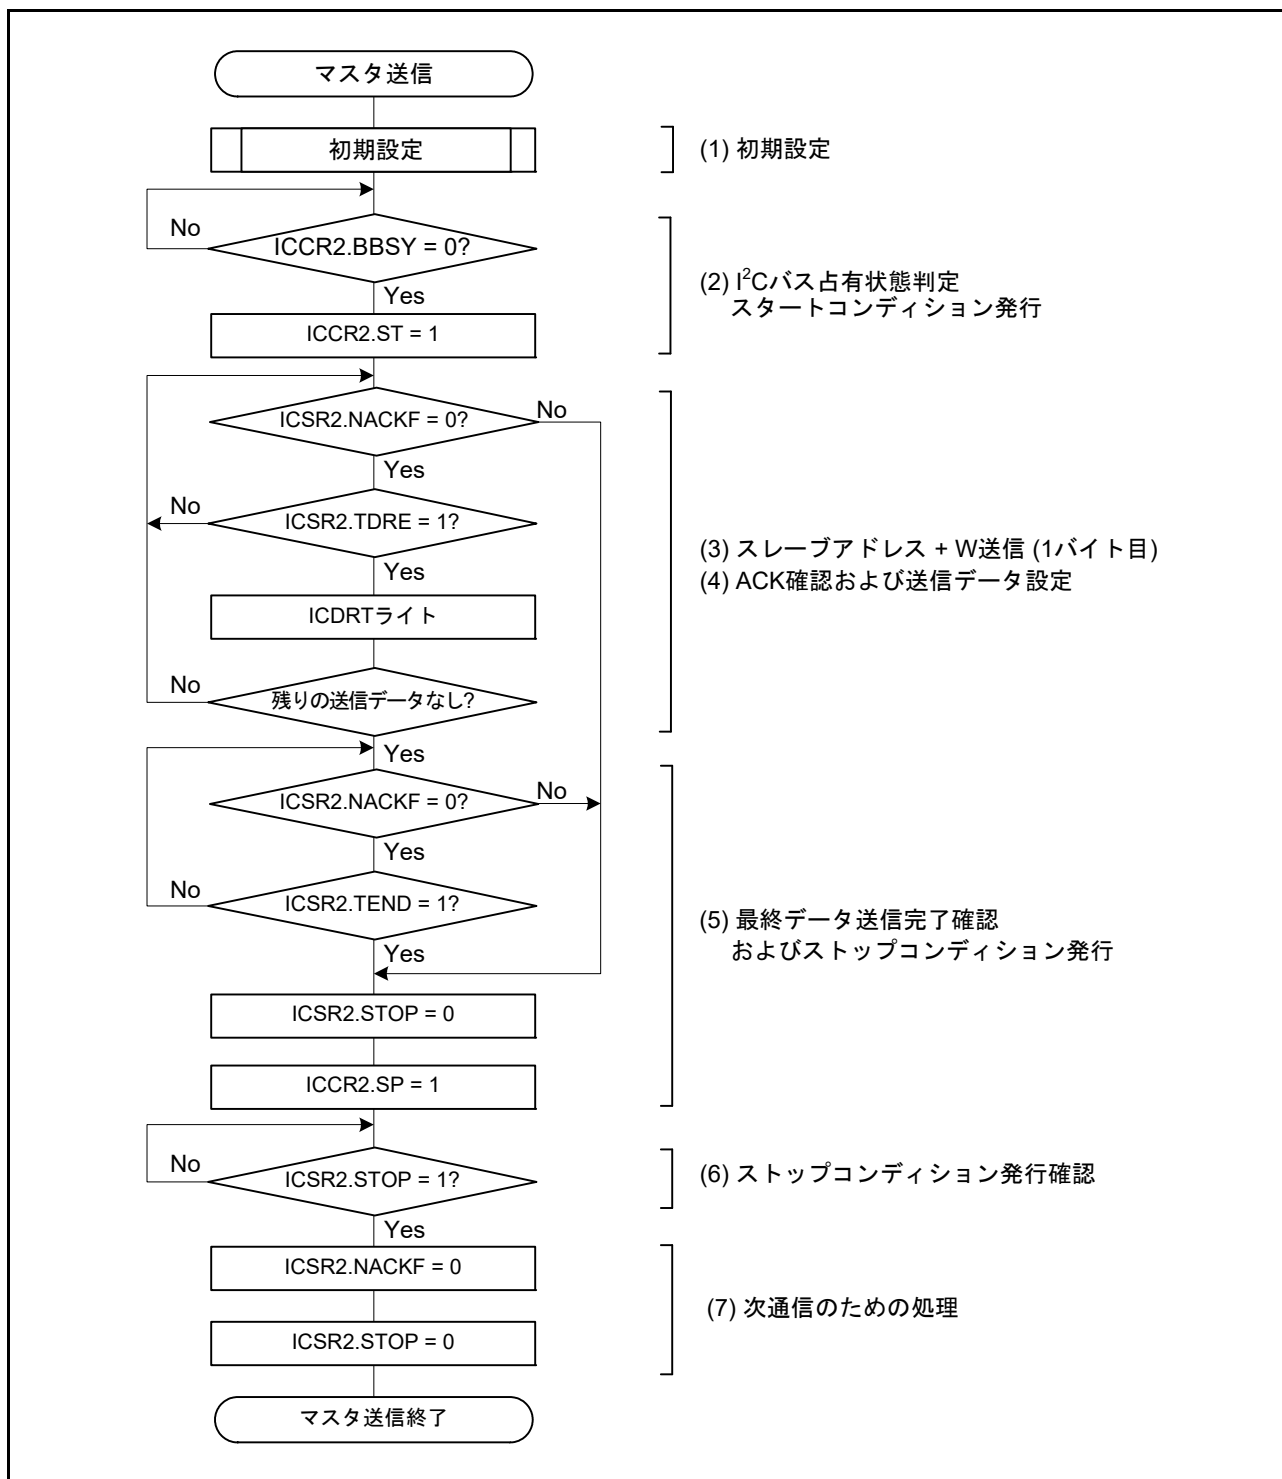 マスタ送信
初期設定
(1) 初期設定
No
ICCR2.BBSY = 0?
Yes
(2) I²Cバス占有状態判定
スタートコンディション発行
ICCR2.ST = 1
ICSR2.NACKF = 0?
No
Yes
No
ICSR2.TDRE = 1?
Yes
(3) スレーブアドレス + W送信 (1バイト目)
(4) ACK確認および送信データ設定
ICDRTライト
No
残りの送信データなし?
Yes
ICSR2.NACKF = 0?
No
Yes
No
ICSR2.TEND = 1?
Yes
(5) 最終データ送信完了確認
およびストップコンディション発行
ICSR2.STOP = 0
ICCR2.SP = 1
No
ICSR2.STOP = 1?
Yes
(6) ストップコンディション発行確認
ICSR2.NACKF = 0
(7) 次通信のための処理
ICSR2.STOP = 0
マスタ送信終了